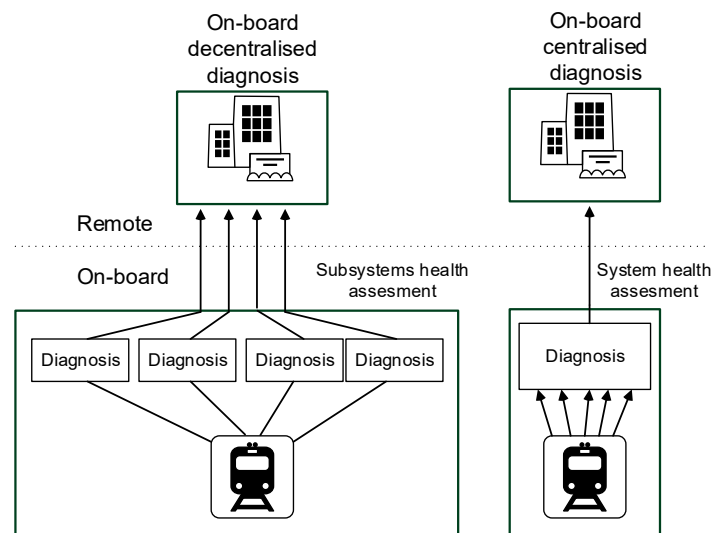 On-board
decentralised
diagnosis
On-board
centralised
diagnosis
Remote
On-board
Subsystems health
assesment
System health
assesment
Diagnosis
Diagnosis
Diagnosis
Diagnosis
Diagnosis